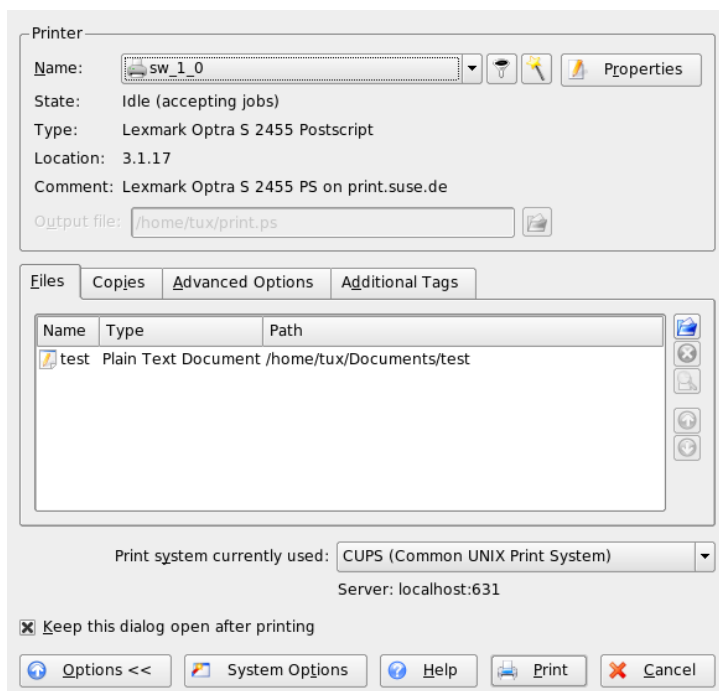 Printer
Name: sw_1_0 Properties
State: Idle (accepting jobs)
Type: Lexmark Optra S 2455 Postscript
Location: 3.1.17
Comment: Lexmark Optra S 2455 PS on print.suse.de
Output file: /home/tux/print.ps
Files Copies Advanced Options Additional Tags
Name Type Path
test Plain Text Document /home/tux/Documents/test
Print system currently used: CUPS (Common UNIX Print System)
Server: localhost:631
Keep this dialog open after printing
Options << System Options Help Print Cancel